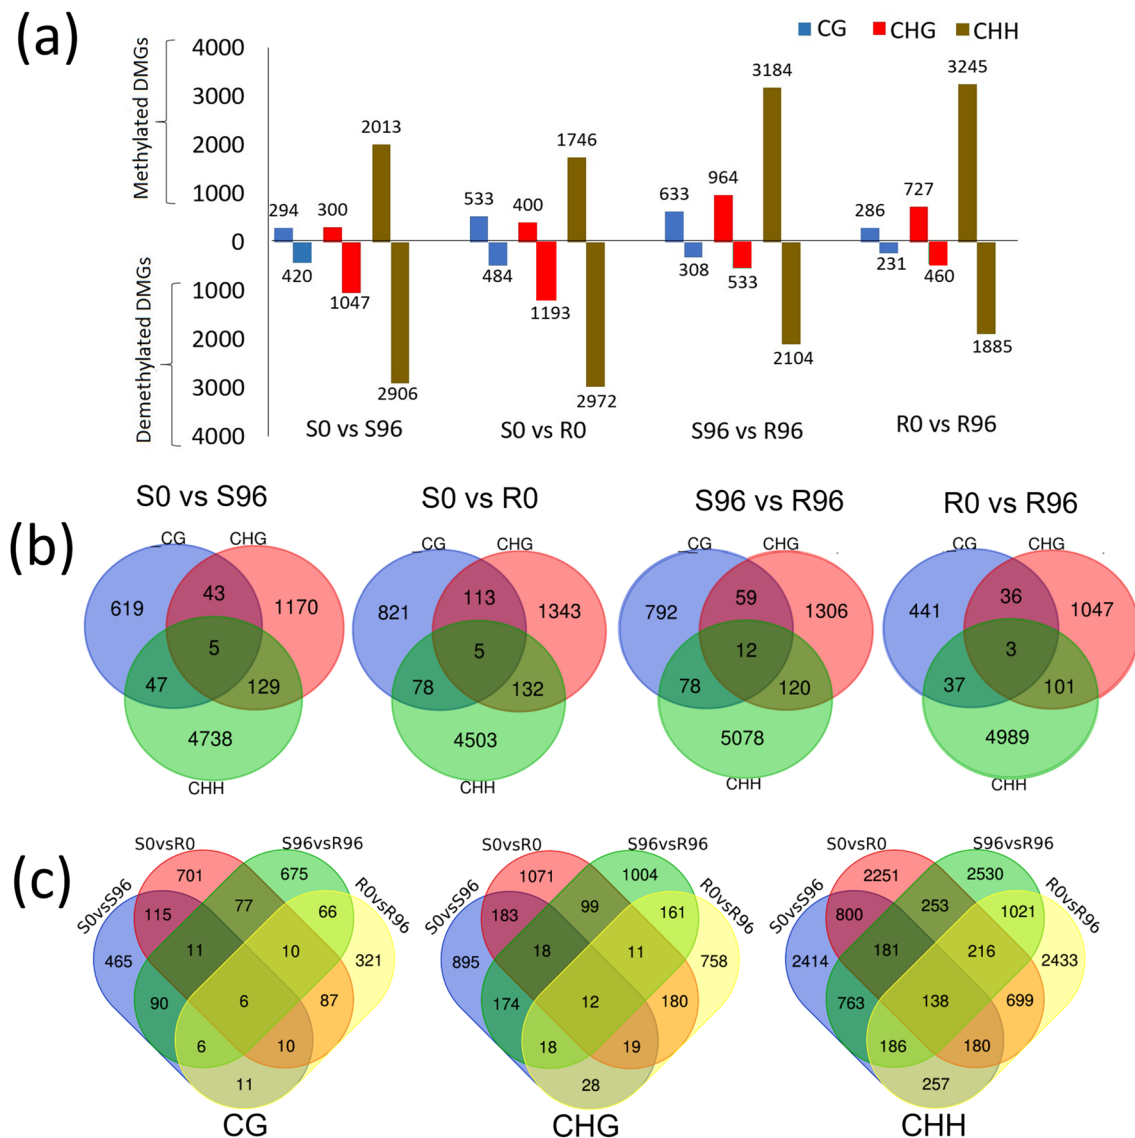 (a)
CG CHG CHH
Methylated DMGs
Demethylated DMGs
4000
3000
2000
1000
0
1000
2000
3000
4000
294 300 2013 533 400 1746 633 964 3184 286 727 3245
420 1047 2906 484 1193 2972 308 533 2104 231 460 1885
S0 vs S96 S0 vs R0 S96 vs R96 R0 vs R96
(b)
S0 vs S96
_CG CHG
619 43 1170
5
47 129
4738
CHH
S0 vs R0
_CG CHG
821 113 1343
5
78 132
4503
CHH
S96 vs R96
_CG CHG
792 59 1306
12
78 120
5078
CHH
R0 vs R96
_CG CHG
441 36 1047
3
37 101
4989
CHH
(c)
S0vsS96 S0vsR0 S96vsR96 R0vsR96
701 675
115 77 66
465 11 10 321
90 6 87
6 10
11
CG
S0vsS96 S0vsR0 S96vsR96 R0vsR96
1071 1004
183 99 161
895 18 11 758
174 12 180
18 19
28
CHG
S0vsS96 S0vsR0 S96vsR96 R0vsR96
2251 2530
800 253 1021
2414 181 216 2433
763 138 699
186 180
257
CHH